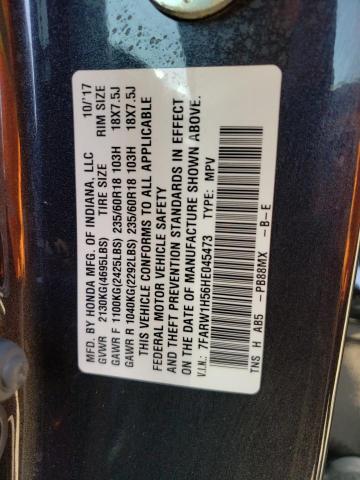 MFD. BY HONDA MFG. OF INDIANA, LLC 10/'17
GVWR 2130KG(4695LBS) TIRE SIZE RIM SIZE
GAWR F 1100KG(2425LBS) 235/60R18 103H 18X7.5J
GAWR R 1040KG(2292LBS) 235/60R18 103H 18X7.5J
THIS VEHICLE CONFORMS TO ALL APPLICABLE
FEDERAL MOTOR VEHICLE SAFETY
AND THEFT PREVENTION STANDARDS IN EFFECT
ON THE DATE OF MANUFACTURE SHOWN ABOVE.
V.I.N.: 7FARW1H56HE045473 TYPE: MPV
TNS H AB5 -PB88MX -B-E